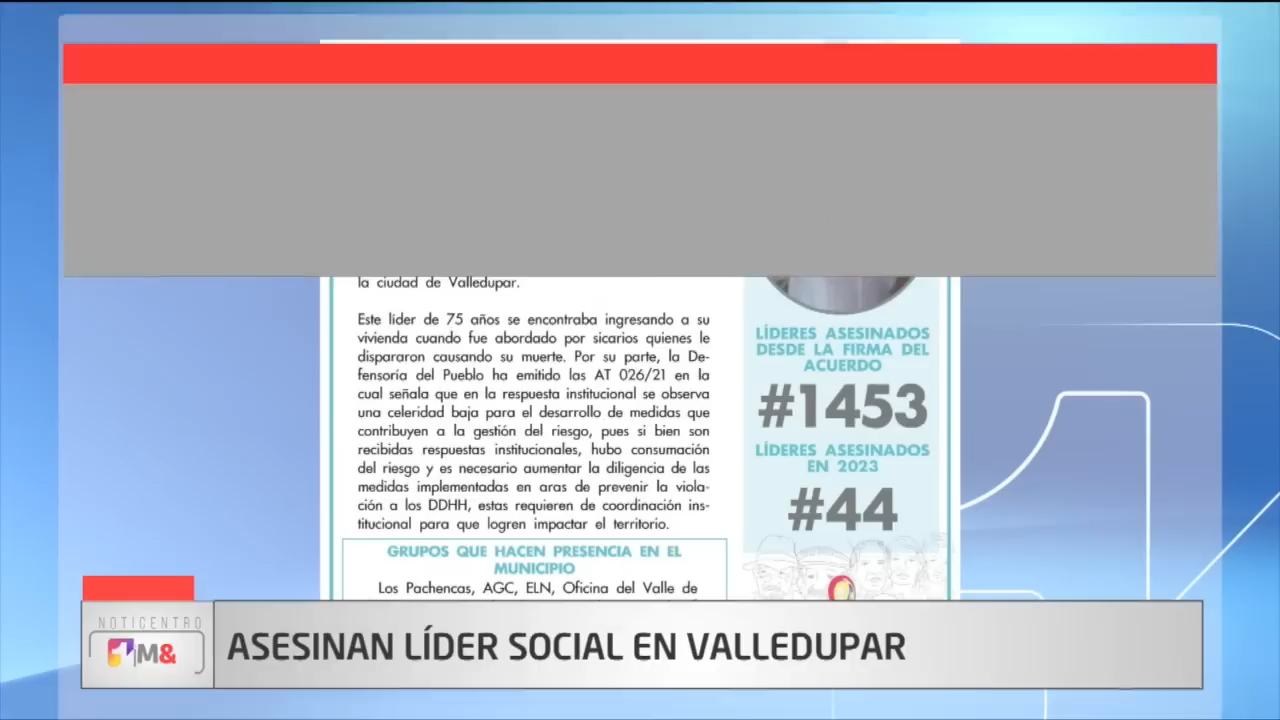 la ciudad de Valledupar.
Este líder de 75 años se encontraba ingresando a su
vivienda cuando fue abordado por sicarios quienes le
dispararon causando su muerte. Por su parte, la De-
fensoría del Pueblo ha emitido las AT 026/21 en la
cual señala que en la respuesta institucional se observa
una celeridad baja para el desarrollo de medidas que
contribuyen a la gestión del riesgo, pues si bien son
recibidas respuestas institucionales, hubo consumación
del riesgo y es necesario aumentar la diligencia de las
medidas implementadas en aras de prevenir la viola-
ción a los DDHH, estas requieren de coordinación ins-
titucional para que logren impactar el territorio.
GRUPOS QUE HACEN PRESENCIA EN EL
MUNICIPIO
Los Pachencas, AGC, ELN, Oficina del Valle de
LÍDERES ASESINADOS
DESDE LA FIRMA DEL
ACUERDO
#1453
LÍDERES ASESINADOS
EN 2023
#44
NOTICENTRO
1 M&
ASESINAN LÍDER SOCIAL EN VALLEDUPAR